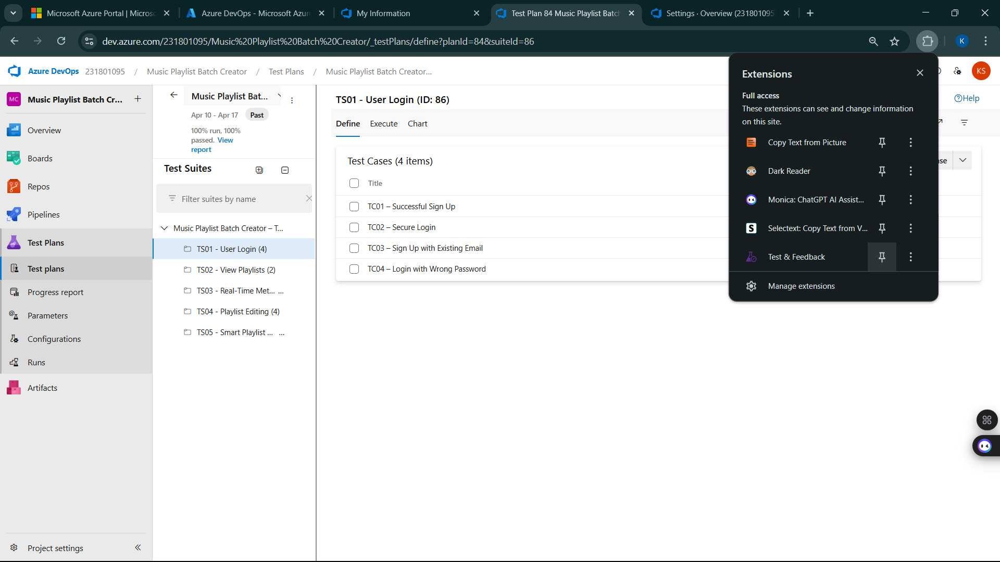 Microsoft Azure Portal | Micros
Azure DevOps - Microsoft Azur
My Information
Test Plan 84 Music Playlist Batch
Settings · Overview (231801095
dev.azure.com/231801095/Music%20Playlist%20Batch%20Creator/_testPlans/define?planId=84&suiteId=86
K
Azure DevOps 231801095 / Music Playlist Batch Creator / Test Plans / Music Playlist Batch Creator...
KS
MC Music Playlist Batch Cr...
Overview
Boards
Repos
Pipelines
Test Plans
Test plans
Progress report
Parameters
Configurations
Runs
Artifacts
Project settings
Music Playlist Bat...
Apr 10 - Apr 17 Past
100% run, 100%
passed. View
report
Test Suites
Filter suites by name
Music Playlist Batch Creator – T...
TS01 - User Login (4)
TS02 - View Playlists (2)
TS03 - Real-Time Met... ...
TS04 - Playlist Editing (4)
TS05 - Smart Playlist ... ...
TS01 - User Login (ID: 86)
Help
Define Execute Chart
Test Cases (4 items)
Title
TC01 – Successful Sign Up
TC02 – Secure Login
TC03 – Sign Up with Existing Email
TC04 – Login with Wrong Password
Extensions
Full access
These extensions can see and change information
on this site.
Copy Text from Picture
Dark Reader
Monica: ChatGPT AI Assist...
S Selectext: Copy Text from V...
Test & Feedback
Manage extensions